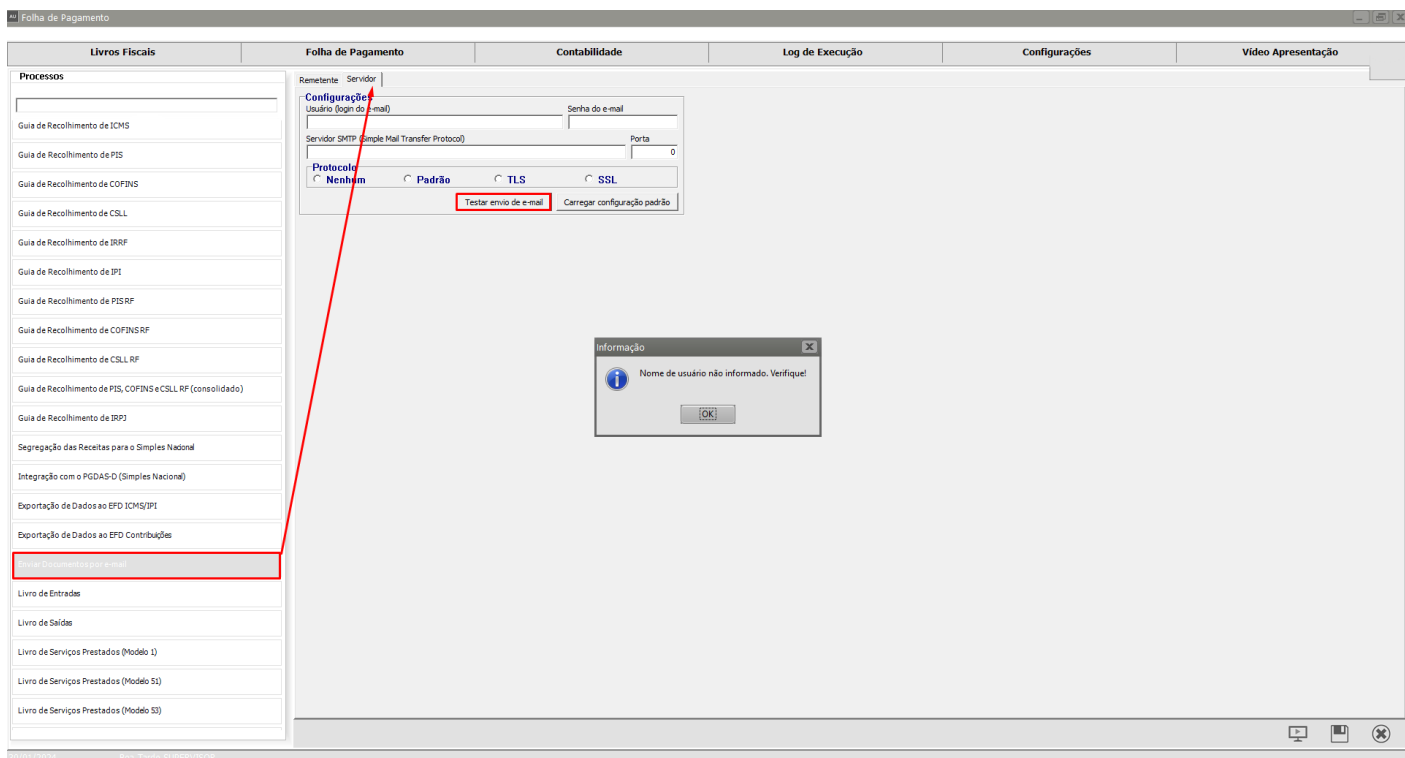 AU Folha de Pagamento
Livros Fiscais Folha de Pagamento Contabilidade Log de Execução Configurações Vídeo Apresentação
Processos
Guia de Recolhimento de ICMS
Guia de Recolhimento de PIS
Guia de Recolhimento de COFINS
Guia de Recolhimento de CSLL
Guia de Recolhimento de IRRF
Guia de Recolhimento de IPI
Guia de Recolhimento de PIS RF
Guia de Recolhimento de COFINS RF
Guia de Recolhimento de CSLL RF
Guia de Recolhimento de PIS, COFINS e CSLL RF (consolidado)
Guia de Recolhimento de IRPJ
Segregação das Receitas para o Simples Nacional
Integração com o PGDAS-D (Simples Nacional)
Exportação de Dados ao EFD ICMS/IPI
Exportação de Dados ao EFD Contribuições
Enviar Documentos por e-mail
Livro de Entradas
Livro de Saídas
Livro de Serviços Prestados (Modelo 1)
Livro de Serviços Prestados (Modelo 51)
Livro de Serviços Prestados (Modelo 53)
Remetente Servidor
Configurações
Usuário (login do e-mail) Senha do e-mail
Servidor SMTP (Simple Mail Transfer Protocol) Porta
0
Protocolo
Nenhum Padrão TLS SSL
Testar envio de e-mail Carregar configuração padrão
Informação
Nome de usuário não informado. Verifique!
OK